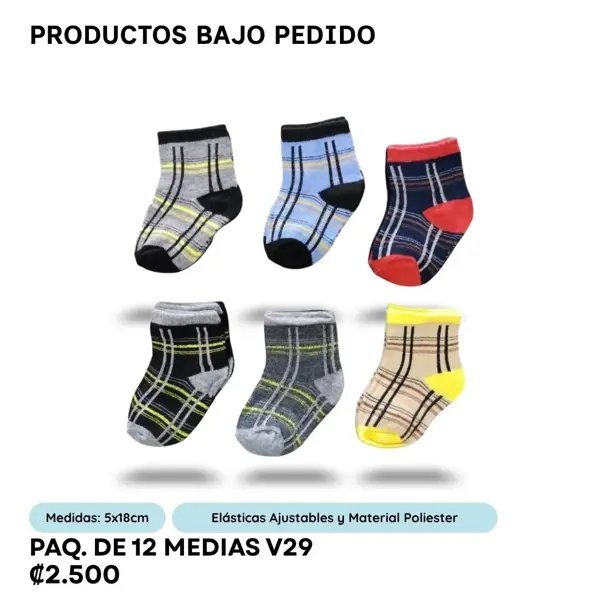 PRODUCTOS BAJO PEDIDO
Medidas: 5x18cm
Elásticas Ajustables y Material Poliester
PAQ. DE 12 MEDIAS V29
₡2.500